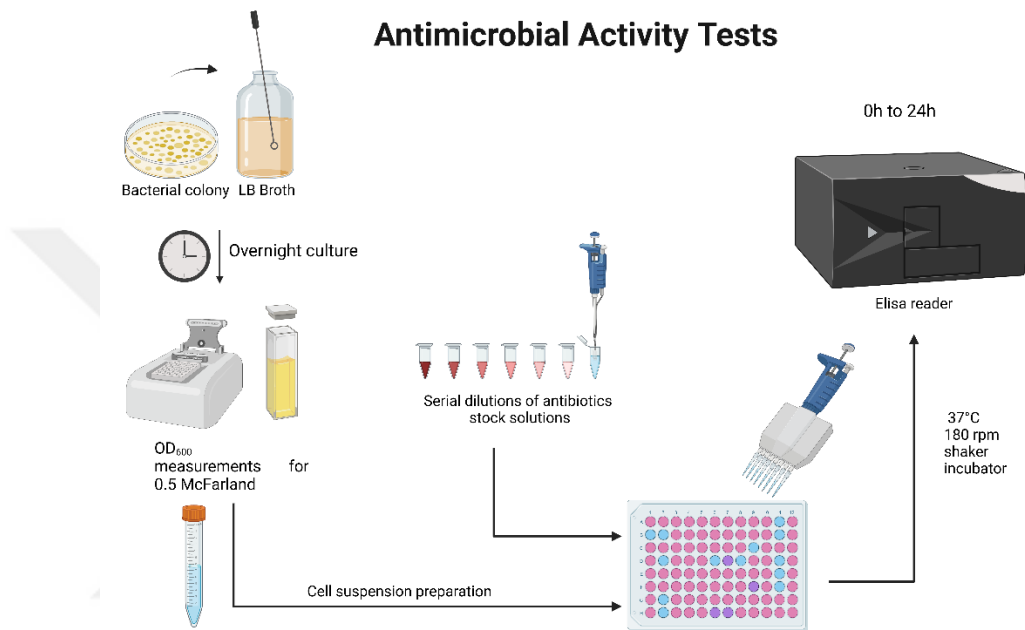 Antimicrobial Activity Tests
Bacterial colony
LB Broth
Overnight culture
OD₆₀₀
measurements for
0.5 McFarland
Serial dilutions of antibiotics
stock solutions
Cell suspension preparation
0h to 24h
Elisa reader
37°C
180 rpm
shaker
incubator